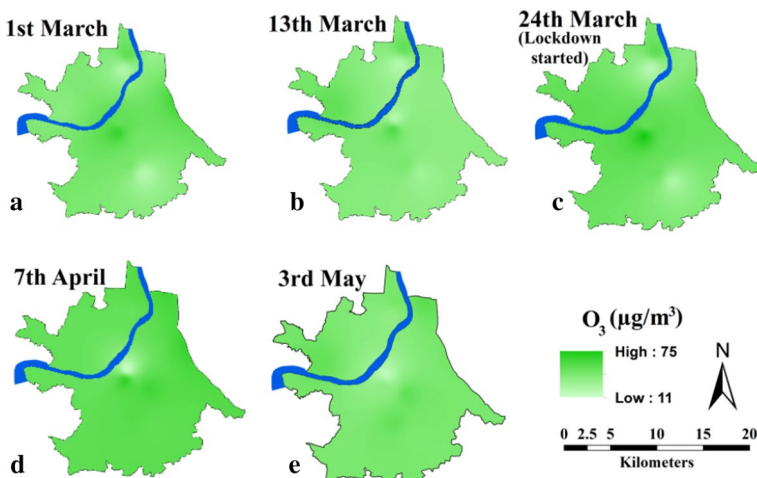 1st March
a
13th March
b
24th March
(Lockdown
started)
c
7th April
d
3rd May
e
O₃ (µg/m³)
High : 75
Low : 11
N
0 2.5 5 10 15 20
Kilometers